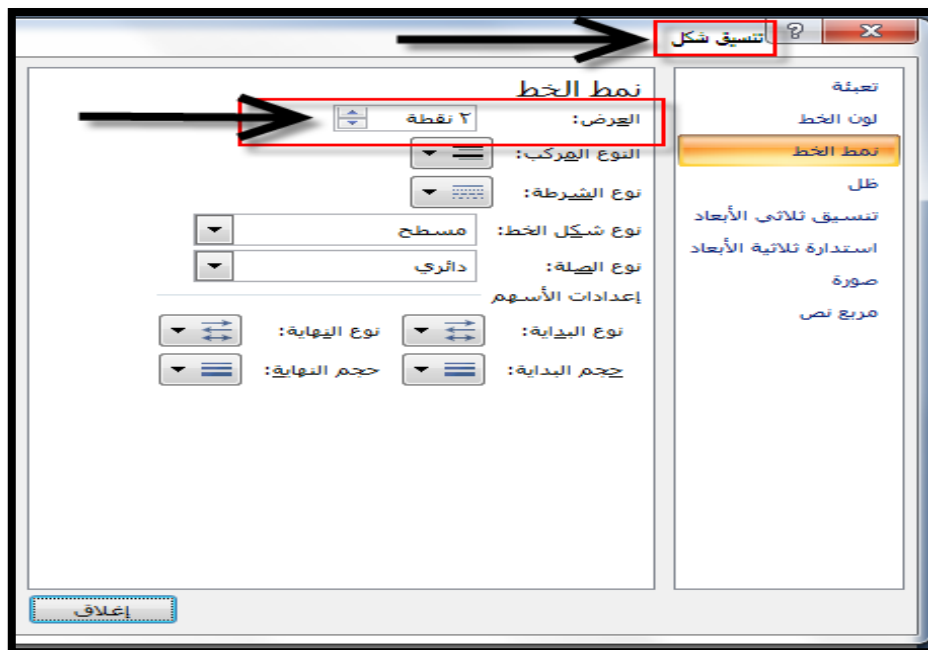 تنسيق شكل
تعبئة
لون الخط
نمط الخط
ظل
تنسيق ثلاثي الأبعاد
استدارة ثلاثية الأبعاد
صورة
مربع نص
نمط الخط
العرض: ٢ نقطة
النوع المركب:
نوع الشرطة:
نوع شكل الخط: مسطح
نوع الصلة: دائري
إعدادات الأسهم
نوع البداية: نوع النهاية:
حجم البداية: حجم النهاية:
إغلاق